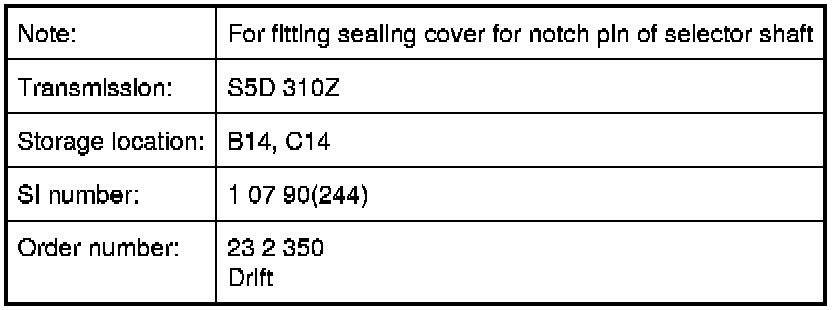 Note: For fitting sealing cover for notch pin of selector shaft
Transmission: S5D 310Z
Storage location: B14, C14
SI number: 1 07 90(244)
Order number: 23 2 350
Drift